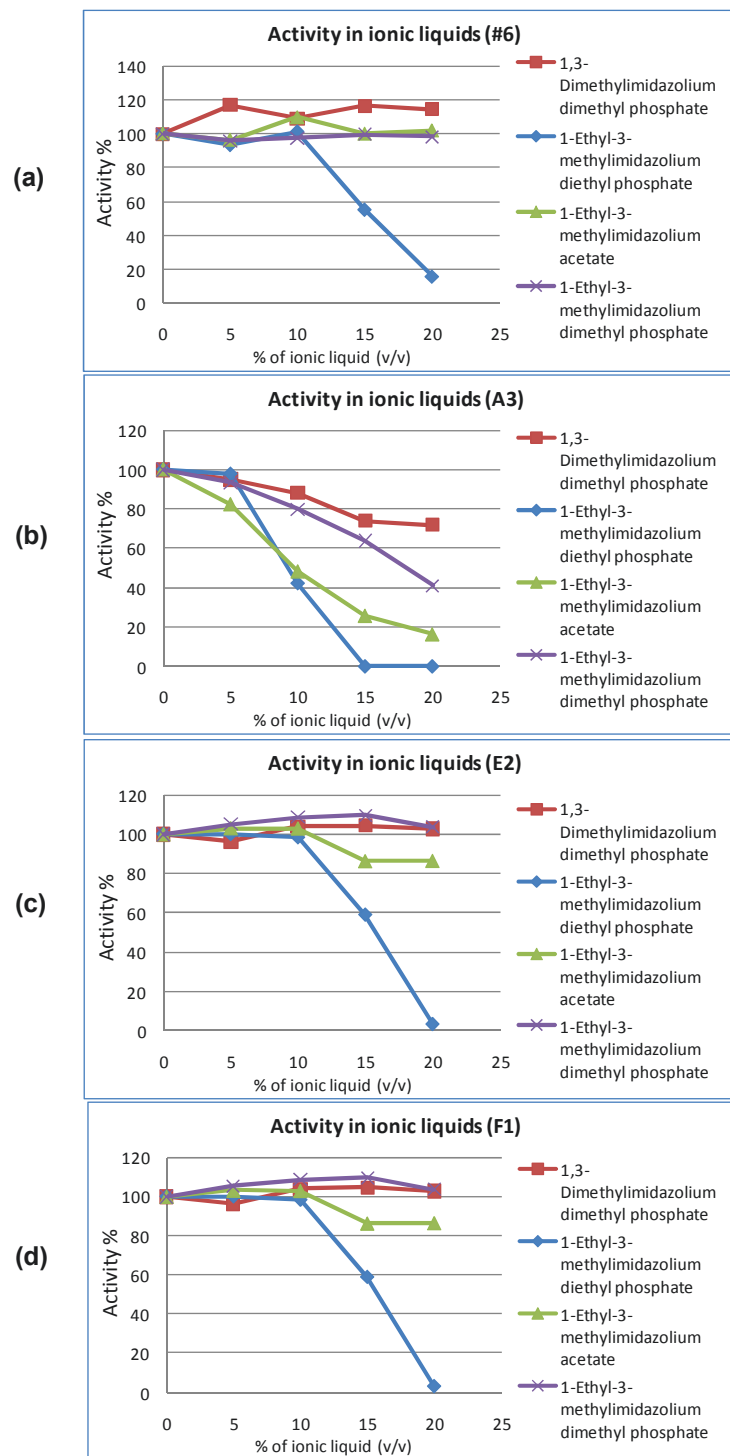 Activity in ionic liquids (#6)
(a)
Activity %
140
120
100
80
60
40
20
0
0 5 10 15 20 25
% of ionic liquid (v/v)
1,3-
Dimethylimidazolium
dimethyl phosphate
1-Ethyl-3-
methylimidazolium
diethyl phosphate
1-Ethyl-3-
methylimidazolium
acetate
1-Ethyl-3-
methylimidazolium
dimethyl phosphate
Activity in ionic liquids (A3)
(b)
Activity %
120
100
80
60
40
20
0
0 5 10 15 20 25
% of ionic liquid (v/v)
1,3-
Dimethylimidazolium
dimethyl phosphate
1-Ethyl-3-
methylimidazolium
diethyl phosphate
1-Ethyl-3-
methylimidazolium
acetate
1-Ethyl-3-
methylimidazolium
dimethyl phosphate
Activity in ionic liquids (E2)
(c)
Activity %
120
100
80
60
40
20
0
0 5 10 15 20 25
% of ionic liquid (v/v)
1,3-
Dimethylimidazolium
dimethyl phosphate
1-Ethyl-3-
methylimidazolium
diethyl phosphate
1-Ethyl-3-
methylimidazolium
acetate
1-Ethyl-3-
methylimidazolium
dimethyl phosphate
Activity in ionic liquids (F1)
(d)
Activity %
120
100
80
60
40
20
0
0 5 10 15 20 25
% of ionic liquid (v/v)
1,3-
Dimethylimidazolium
dimethyl phosphate
1-Ethyl-3-
methylimidazolium
diethyl phosphate
1-Ethyl-3-
methylimidazolium
acetate
1-Ethyl-3-
methylimidazolium
dimethyl phosphate